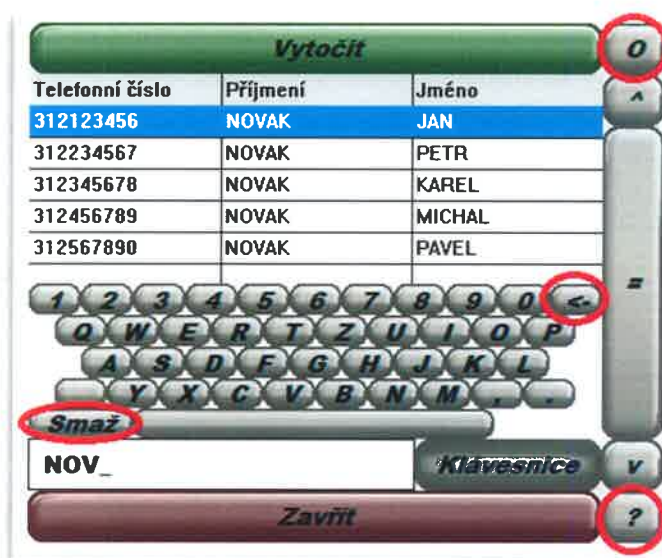 Vytočit O
Telefonní číslo Příjmení Jméno ^
312123456 NOVAK JAN
312234567 NOVAK PETR
312345678 NOVAK KAREL
312456789 NOVAK MICHAL
312567890 NOVAK PAVEL
=
1 2 3 4 5 6 7 8 9 0 <-
Q W E R T Z U I O P
A S D F G H J K L
Y X C V B N M , .
Smaž
NOV_ Klávesnice v
Zavřít ?